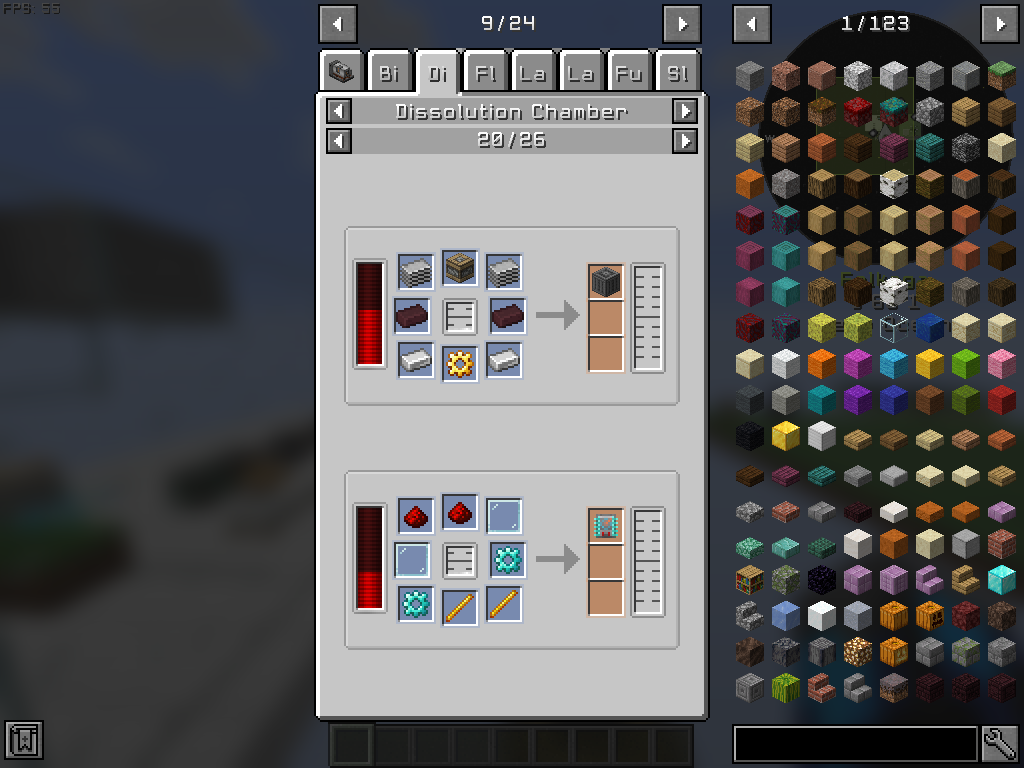 FPS: 55
9/24
1/123
Bi
Di
Fl
La
La
Fu
Sl
Dissolution Chamber
20/26